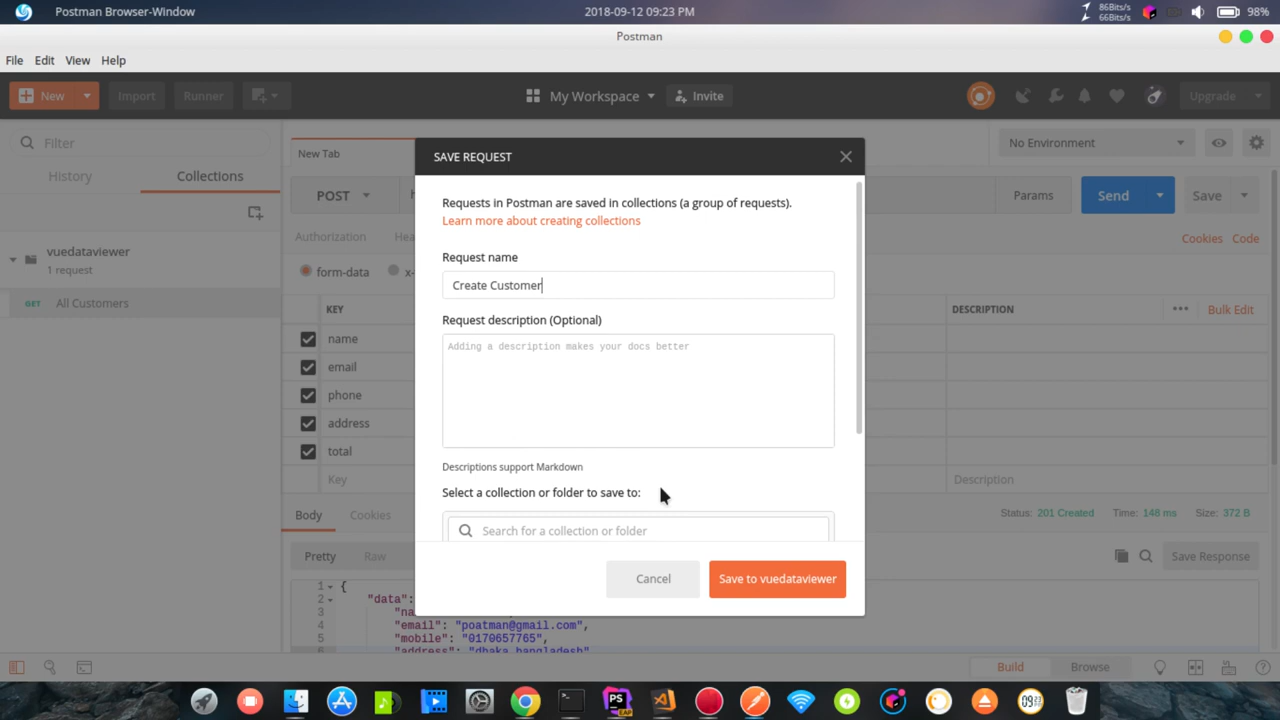 Postman Browser-Window
2018-09-12 09:23 PM
86Bits/s
66Bits/s
98%
Postman
File Edit View Help
New Import Runner
My Workspace Invite
Upgrade
Filter
New Tab
No Environment
History Collections
POST
Params Send Save
Authorization
Cookies Code
vuedataviewer
1 request
form-data
GET All Customers
KEY
DESCRIPTION
Bulk Edit
name
email
phone
address
total
Key
Description
SAVE REQUEST
Requests in Postman are saved in collections (a group of requests).
Learn more about creating collections
Request name
Create Customer
Request description (Optional)
Adding a description makes your docs better
Descriptions support Markdown
Select a collection or folder to save to:
Search for a collection or folder
Cancel Save to vuedataviewer
Body Cookies
Status: 201 Created Time: 148 ms Size: 372 B
Pretty Raw
Save Response
1 {
2 "data":
3
4 "email": "poatman@gmail.com",
5 "mobile": "0170657765",
6 "address": "dhaka bangladesh"
Build Browse
PS
EAP